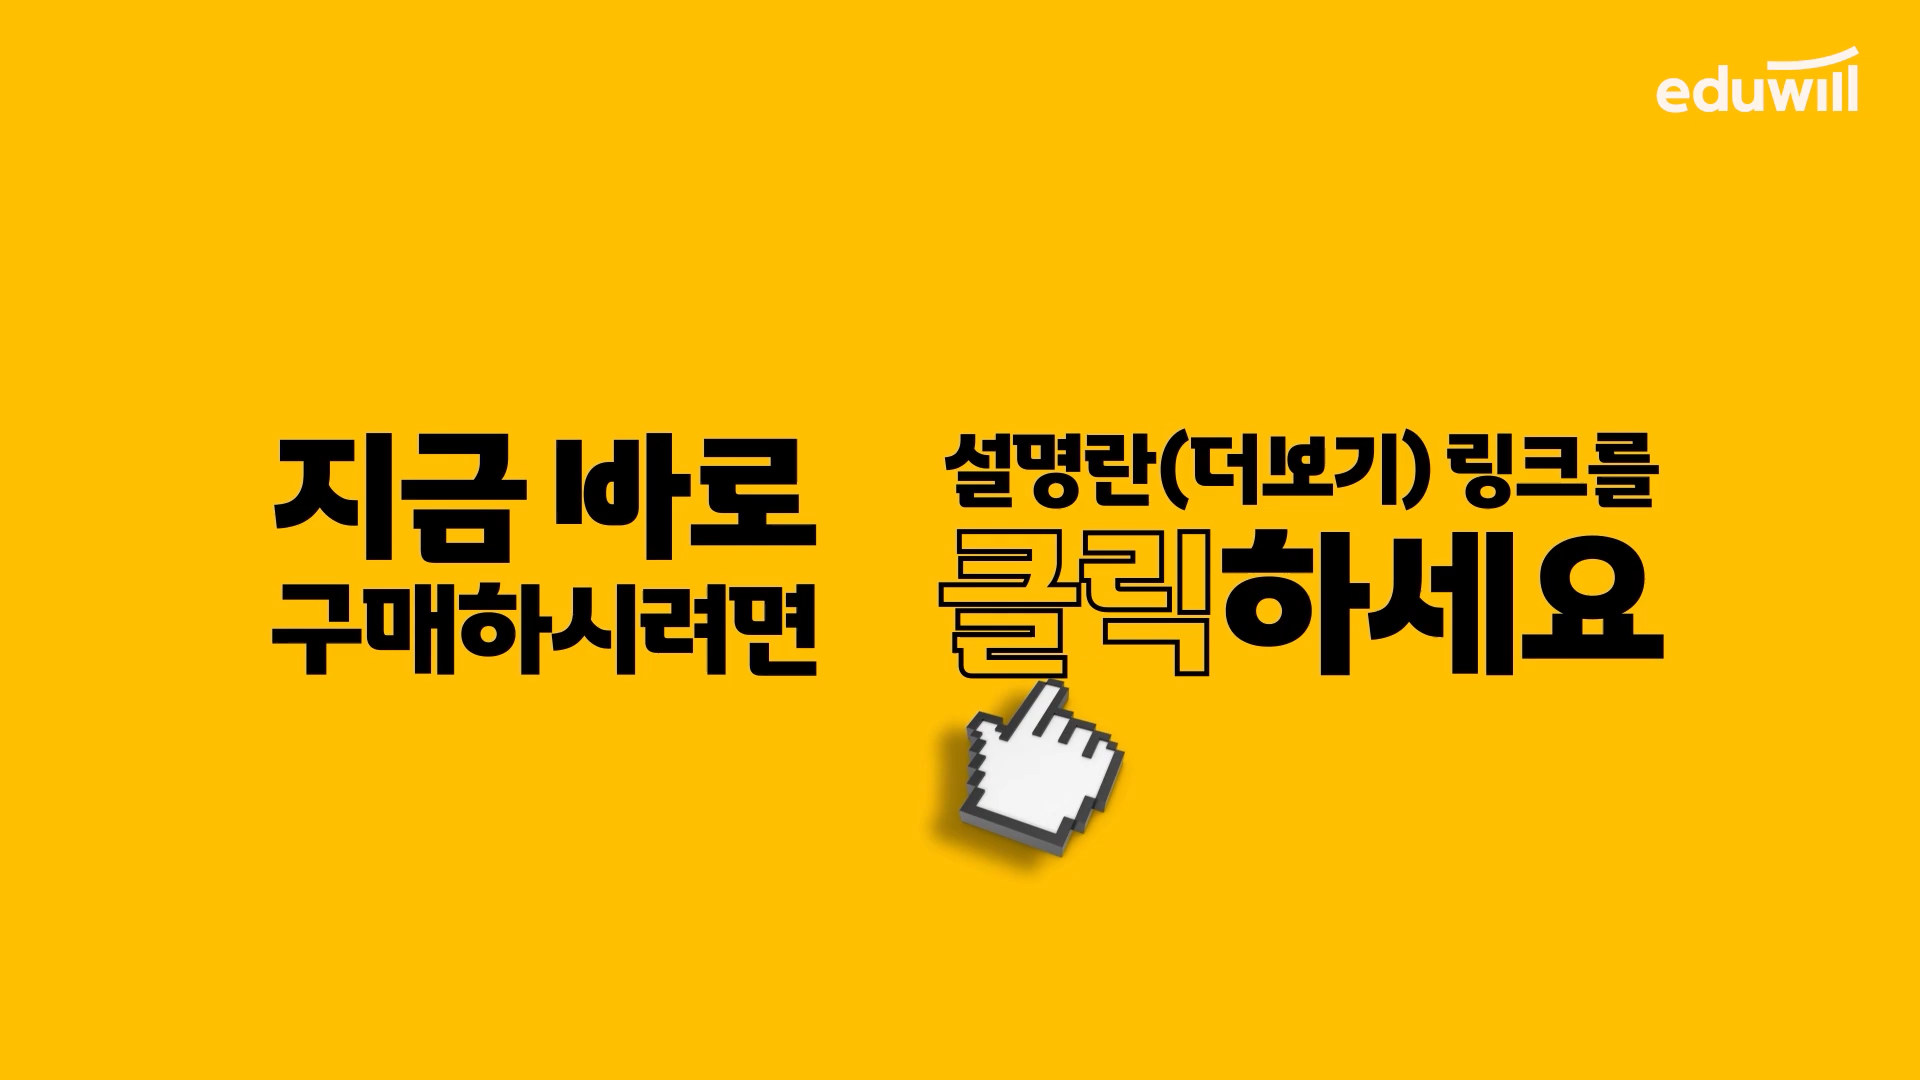 eduwill
지금 바로
구매하시려면
설명란(더보기) 링크를
클릭하세요